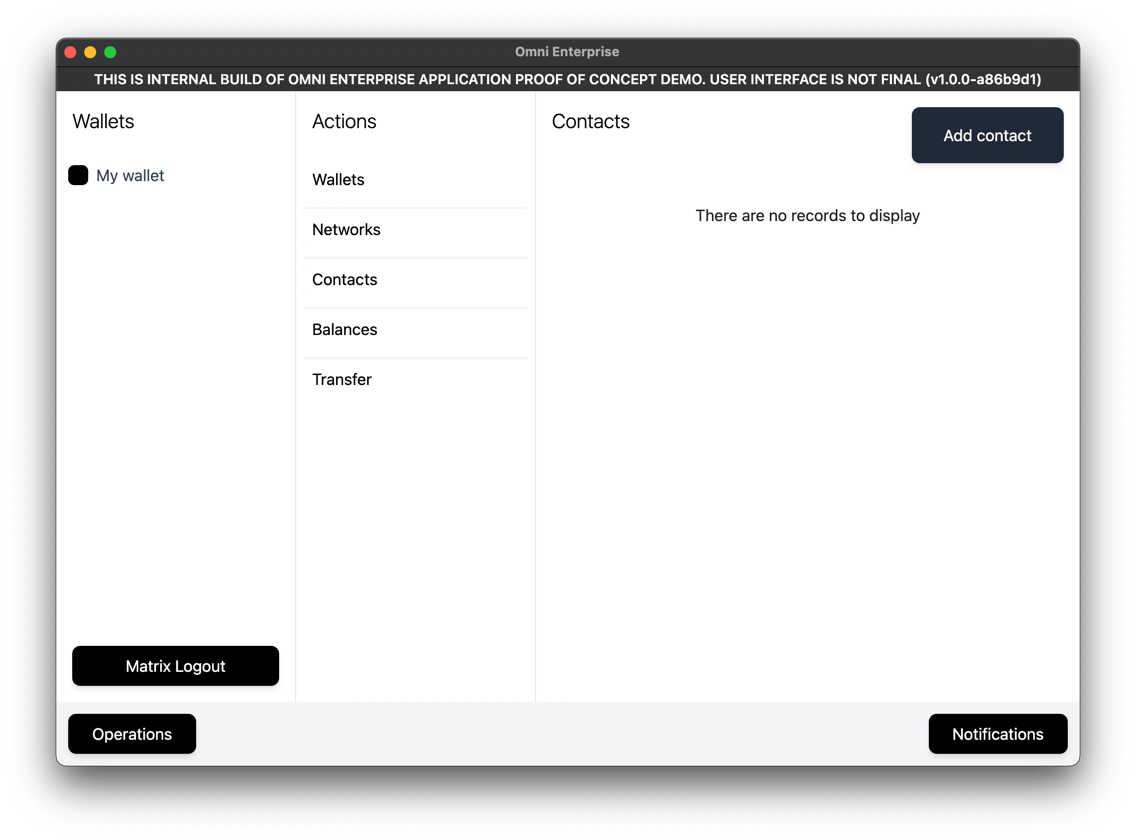 Omni Enterprise
THIS IS INTERNAL BUILD OF OMNI ENTERPRISE APPLICATION PROOF OF CONCEPT DEMO. USER INTERFACE IS NOT FINAL (v1.0.0-a86b9d1)
Wallets
My wallet
Matrix Logout
Actions
Wallets
Networks
Contacts
Balances
Transfer
Contacts
Add contact
There are no records to display
Operations
Notifications